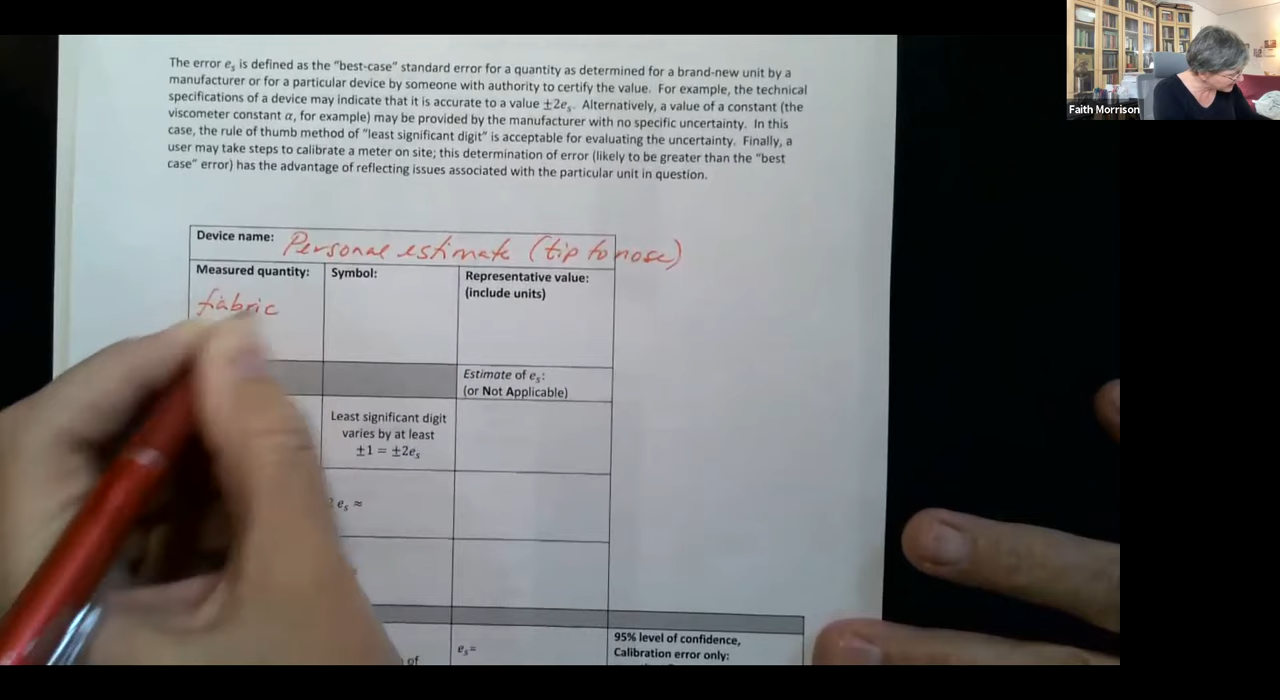 Faith Morrison
The error es is defined as the "best-case" standard error for a quantity as determined for a brand-new unit by a
manufacturer or for a particular device by someone with authority to certify the value. For example, the technical
specifications of a device may indicate that it is accurate to a value ±2es. Alternatively, a value of a constant (the
viscometer constant α, for example) may be provided by the manufacturer with no specific uncertainty. In this
case, the rule of thumb method of "least significant digit" is acceptable for evaluating the uncertainty. Finally, a
user may take steps to calibrate a meter on site; this determination of error (likely to be greater than the "best
case" error) has the advantage of reflecting issues associated with the particular unit in question.
Device name: Personal estimate (tip to nose)
Measured quantity: Symbol: Representative value:
(include units)
fabric
Estimate of es:
(or Not Applicable)
Least significant digit
varies by at least
±1 = ±2es
es ≈
es=
of
95% level of confidence,
Calibration error only: